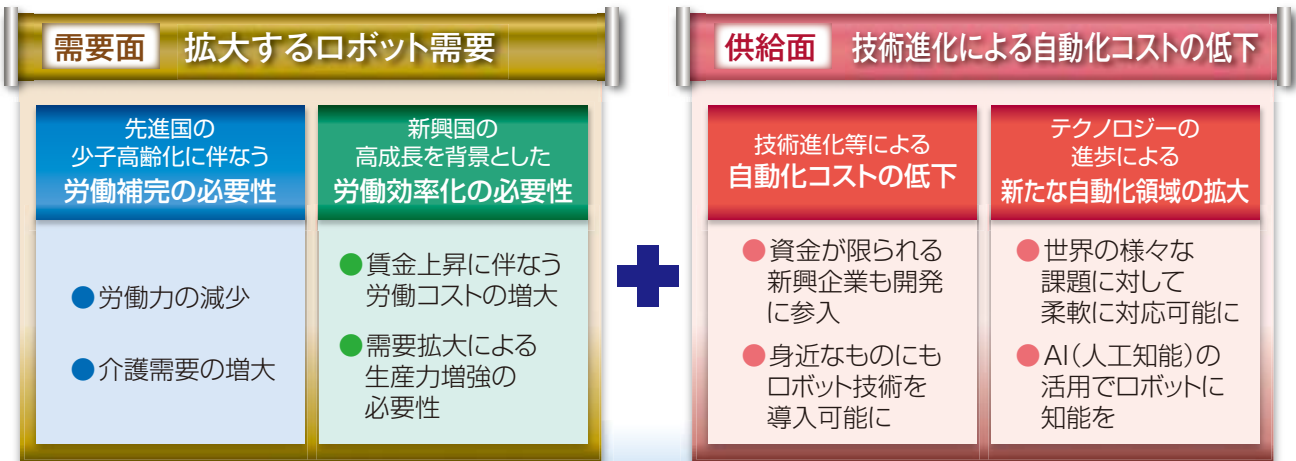 需要面 拡大するロボット需要
先進国の
少子高齢化に伴なう
労働補完の必要性
●労働力の減少
●介護需要の増大
新興国の
高成長を背景とした
労働効率化の必要性
●賃金上昇に伴なう
労働コストの増大
●需要拡大による
生産力増強の
必要性
供給面 技術進化による自動化コストの低下
技術進化等による
自動化コストの低下
●資金が限られる
新興企業も開発
に参入
●身近なものにも
ロボット技術を
導入可能に
テクノロジーの
進歩による
新たな自動化領域の拡大
●世界の様々な
課題に対して
柔軟に対応可能に
●AI(人工知能)の
活用でロボットに
知能を